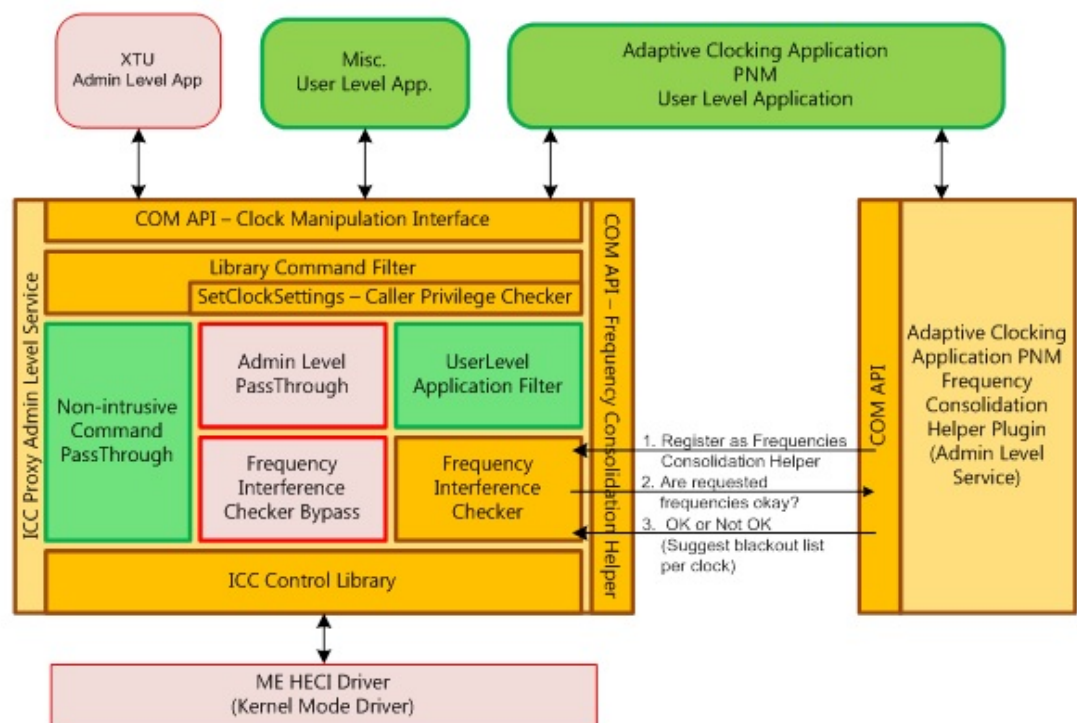 XTU
Admin Level App
Misc.
User Level App.
Adaptive Clocking Application
PNM
User Level Application
ICC Proxy Admin Level Service
COM API – Clock Manipulation Interface
Library Command Filter
SetClockSettings – Caller Privilege Checker
Non-intrusive
Command
PassThrough
Admin Level
PassThrough
UserLevel
Application Filter
Frequency
Interference
Checker Bypass
Frequency
Interference
Checker
ICC Control Library
COM API – Frequency Consolidation Helper
1. Register as Frequencies
Consolidation Helper
2. Are requested
frequencies okay?
3. OK or Not OK
(Suggest blackout list
per clock)
COM API
Adaptive Clocking
Application PNM
Frequency
Consolidation
Helper Plugin
(Admin Level
Service)
ME HECI Driver
(Kernel Mode Driver)